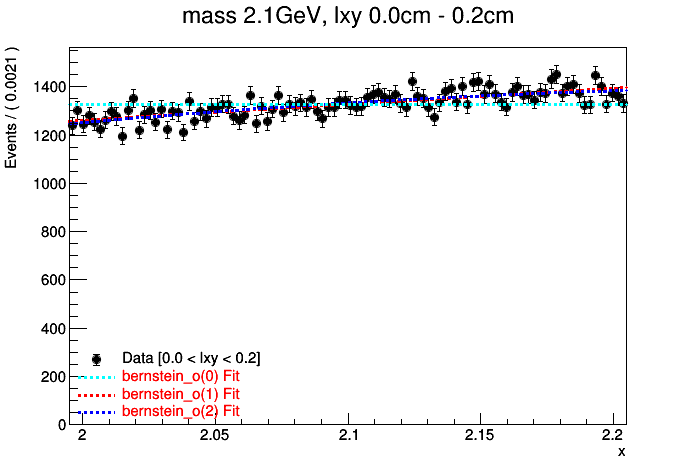 mass 2.1GeV, lxy 0.0cm - 0.2cm
Events / ( 0.0021 )
1400
1200
1000
800
600
400
200
0
Data [0.0 < lxy < 0.2]
bernstein_o(0) Fit
bernstein_o(1) Fit
bernstein_o(2) Fit
2 2.05 2.1 2.15 2.2
x